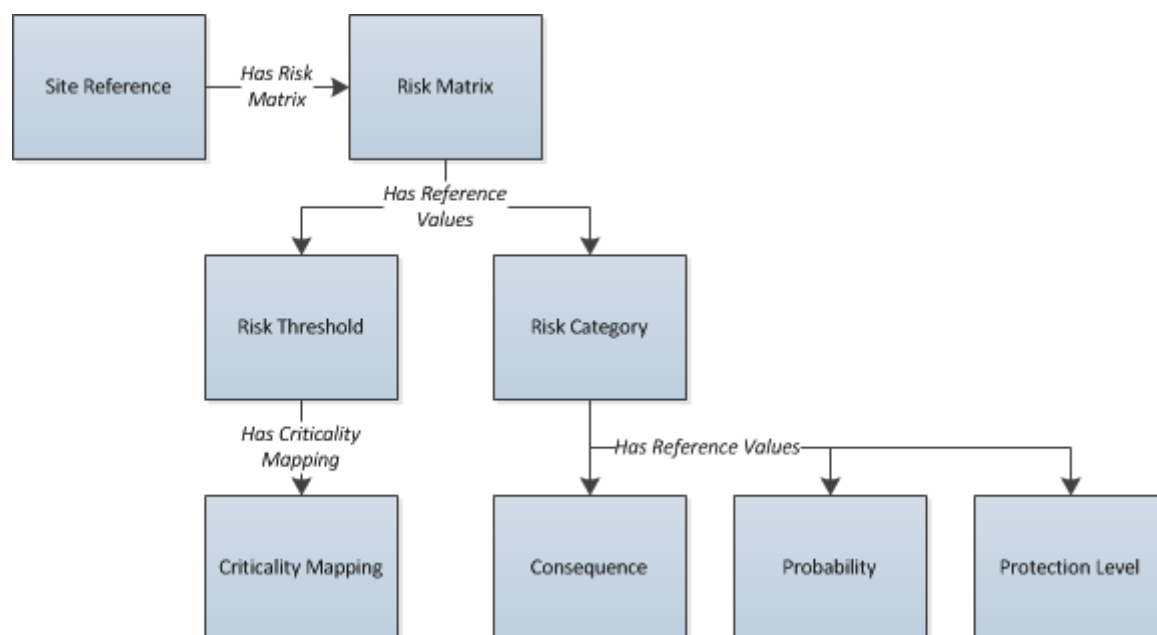 Site Reference
Has Risk
Matrix
Risk Matrix
Has Reference
Values
Risk Threshold
Risk Category
Has Criticality
Mapping
Has Reference Values
Criticality Mapping
Consequence
Probability
Protection Level